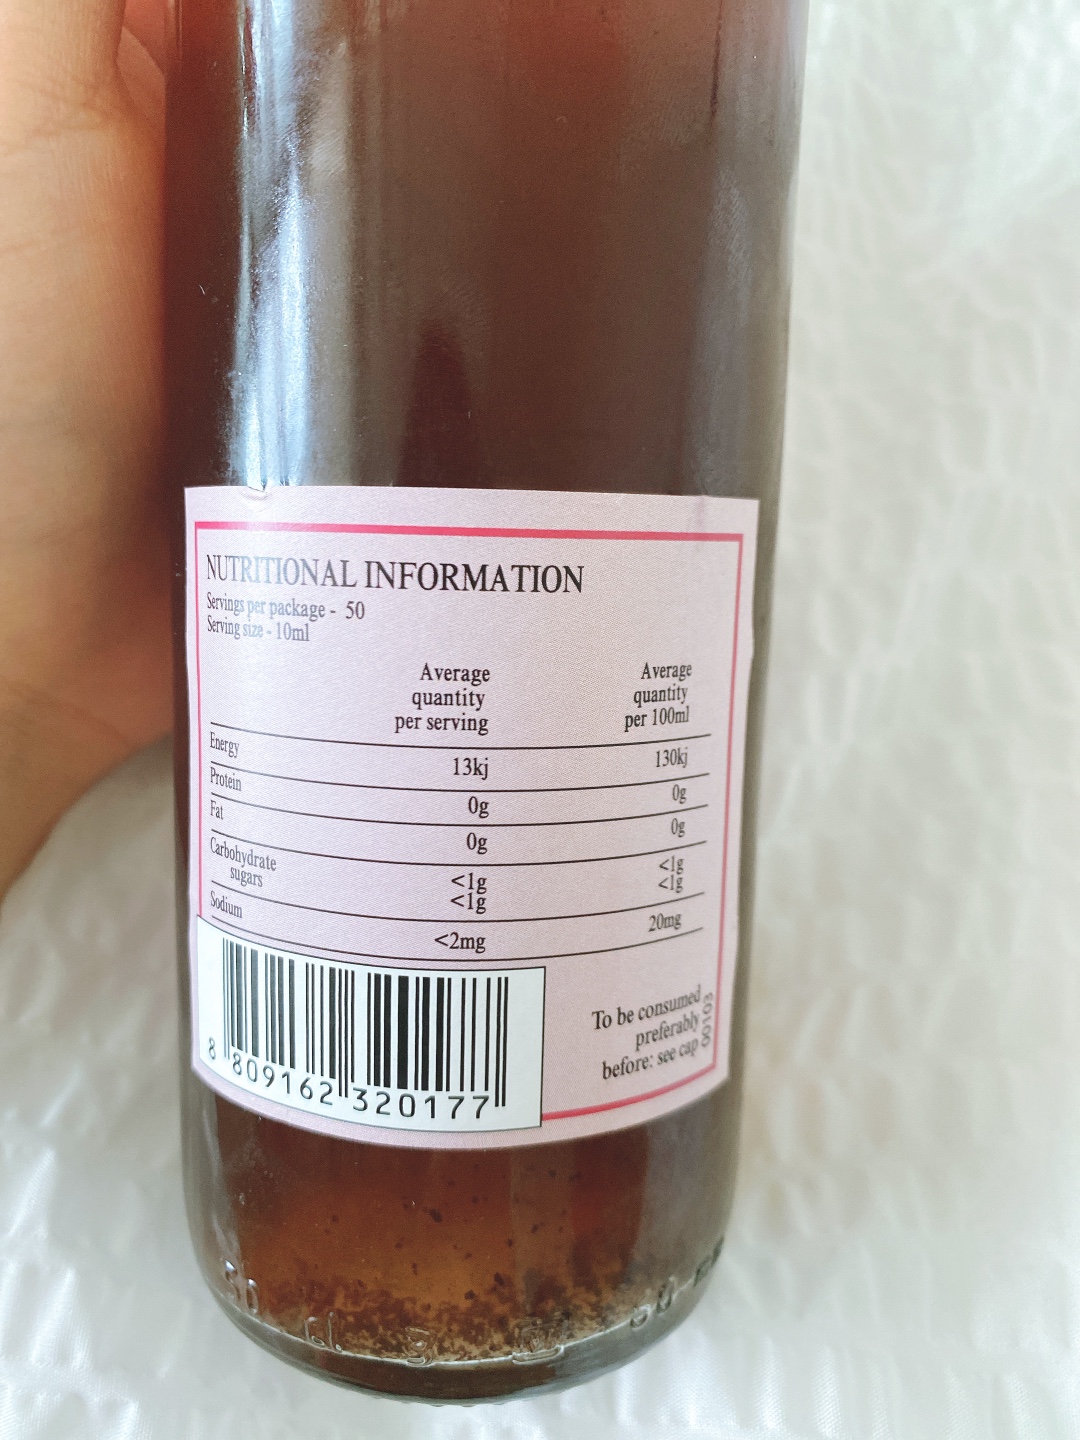 NUTRITIONAL INFORMATION
Servings per package - 50
Serving size - 10ml
Average quantity per serving
Average quantity per 100ml
Energy 13kj 130kj
Protein 0g 0g
Fat 0g 0g
Carbohydrate <1g <1g
sugars <1g <1g
Sodium <2mg 20mg
To be consumed
preferably
before: see cap
00103
8 809162 320177